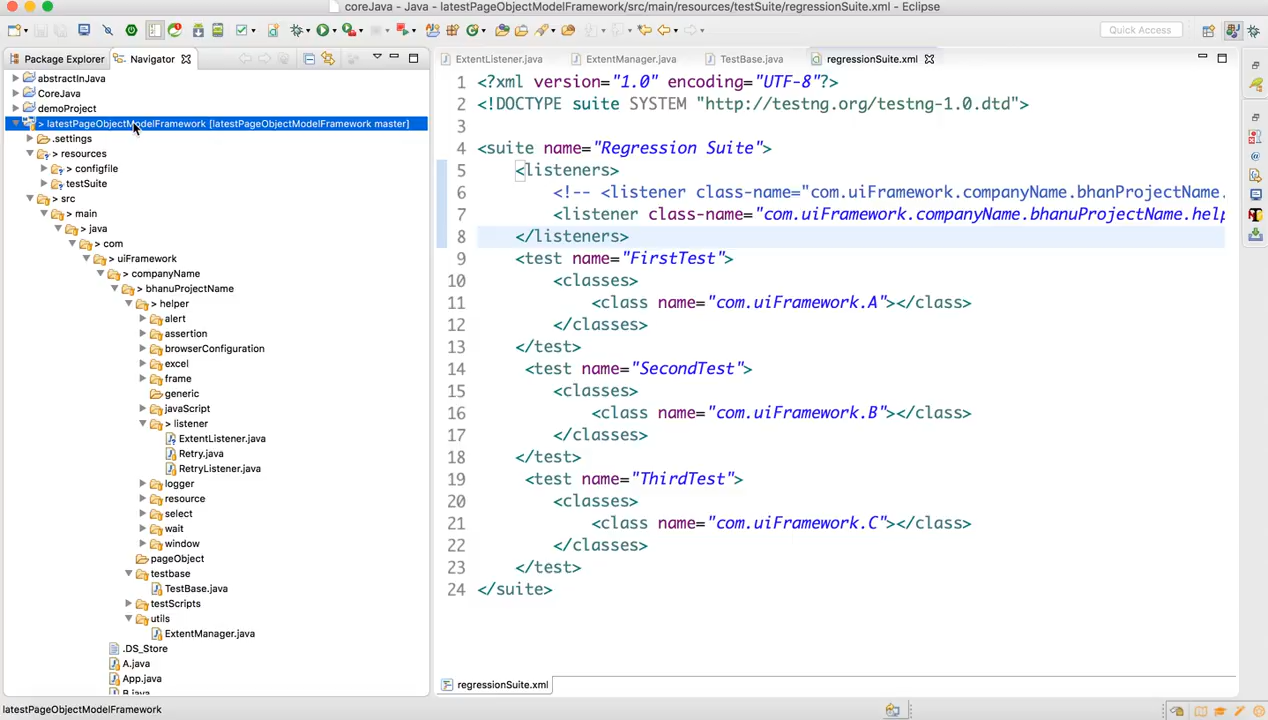 coreJava - Java - latestPageObjectModelFramework/src/main/resources/testSuite/regressionSuite.xml - Eclipse
Quick Access
Package Explorer
Navigator
ExtentListener.java
ExtentManager.java
TestBase.java
regressionSuite.xml
abstractInJava
CoreJava
demoProject
> latestPageObjectModelFramework [latestPageObjectModelFramework master]
.settings
> resources
> configfile
testSuite
> src
> main
> java
> com
> uiFramework
> companyName
> bhanuProjectName
> helper
alert
assertion
browserConfiguration
excel
frame
generic
javaScript
> listener
ExtentListener.java
Retry.java
RetryListener.java
logger
resource
select
wait
window
pageObject
testbase
TestBase.java
testScripts
utils
ExtentManager.java
.DS_Store
A.java
App.java
B.java
1 <?xml version="1.0" encoding="UTF-8"?>
2 <!DOCTYPE suite SYSTEM "http://testng.org/testng-1.0.dtd">
3
4 <suite name="Regression Suite">
5 <listeners>
6 <!-- <listener class-name="com.uiFramework.companyName.bhanProjectName.
7 <listener class-name="com.uiFramework.companyName.bhanuProjectName.help
8 </listeners>
9 <test name="FirstTest">
10 <classes>
11 <class name="com.uiFramework.A"></class>
12 </classes>
13 </test>
14 <test name="SecondTest">
15 <classes>
16 <class name="com.uiFramework.B"></class>
17 </classes>
18 </test>
19 <test name="ThirdTest">
20 <classes>
21 <class name="com.uiFramework.C"></class>
22 </classes>
23 </test>
24 </suite>
regressionSuite.xml
latestPageObjectModelFramework